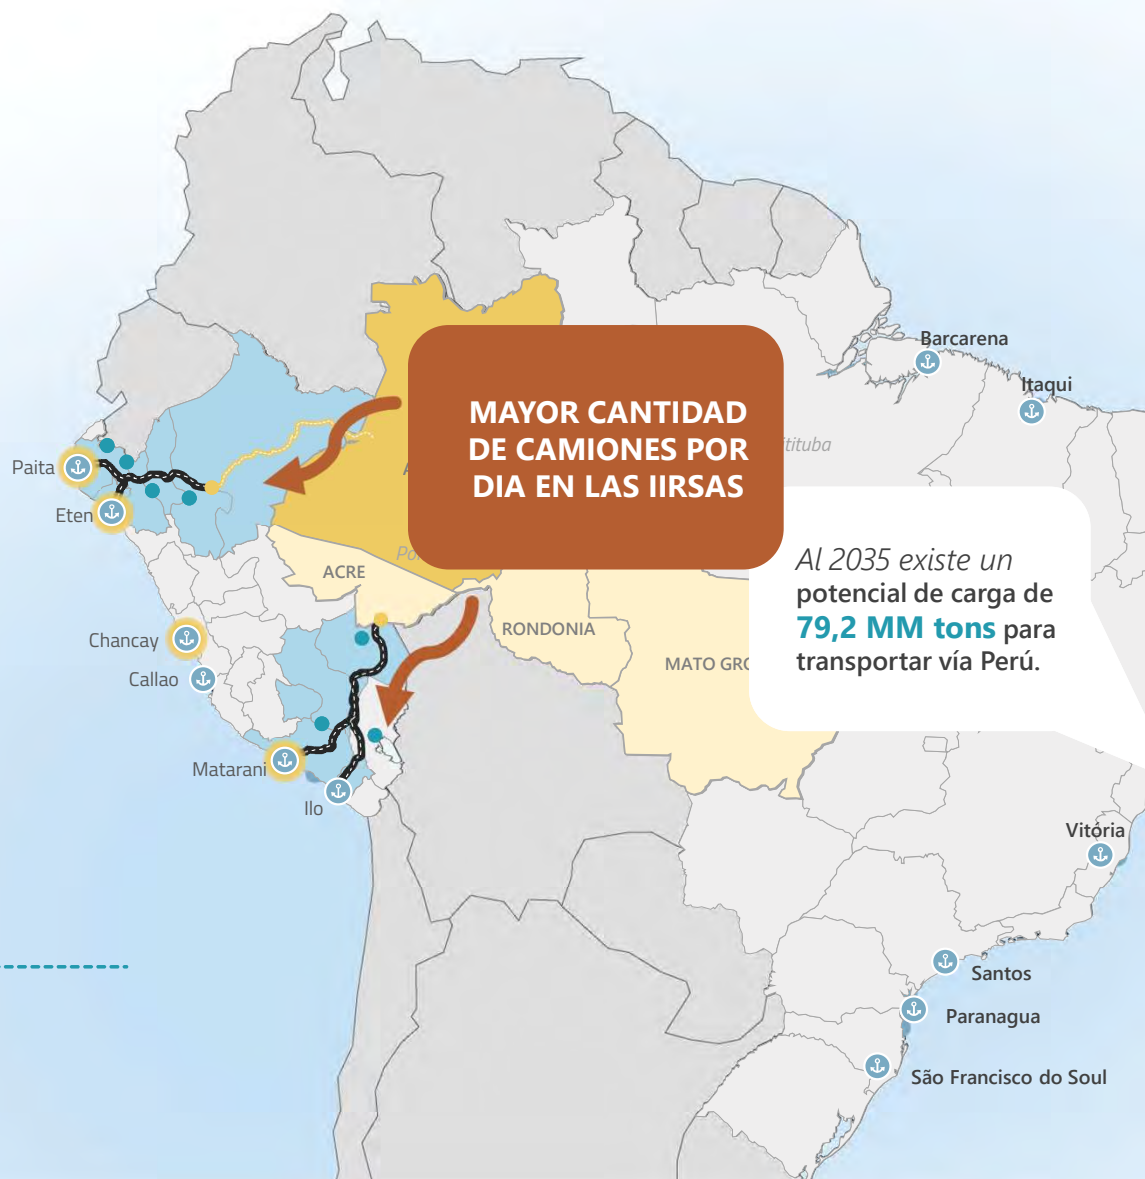 Barcarena
Itaqui
MAYOR CANTIDAD
DE CAMIONES POR
DIA EN LAS IIRSAS
Paita
Eten
Al 2035 existe un
potencial de carga de
79,2 MM tons para
transportar vía Perú.
ACRE
RONDONIA
Chancay
Callao
Matarani
Ilo
Vitória
Santos
Paranagua
São Francisco do Soul